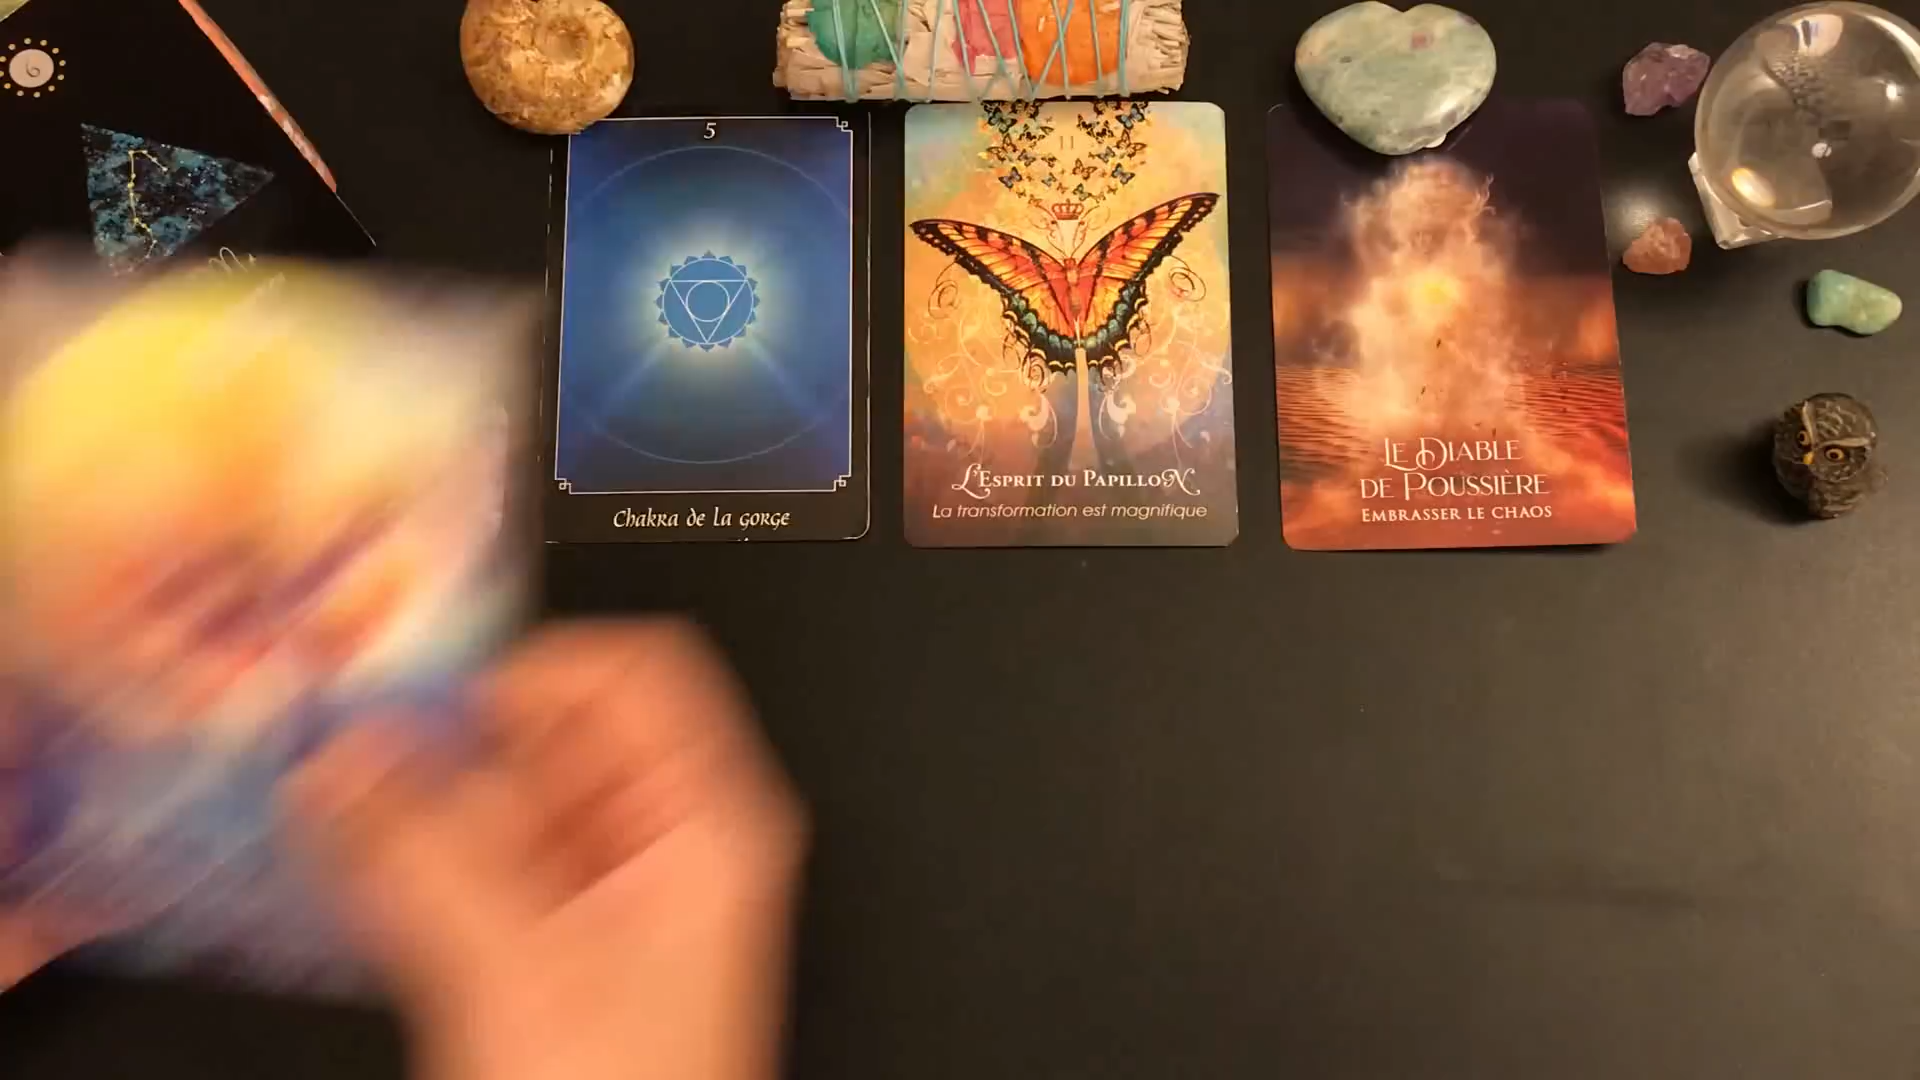 6
5
Chakra de la gorge
11
L'Esprit du Papillon
La transformation est magnifique
Le Diable
de Poussière
Embrasser le chaos